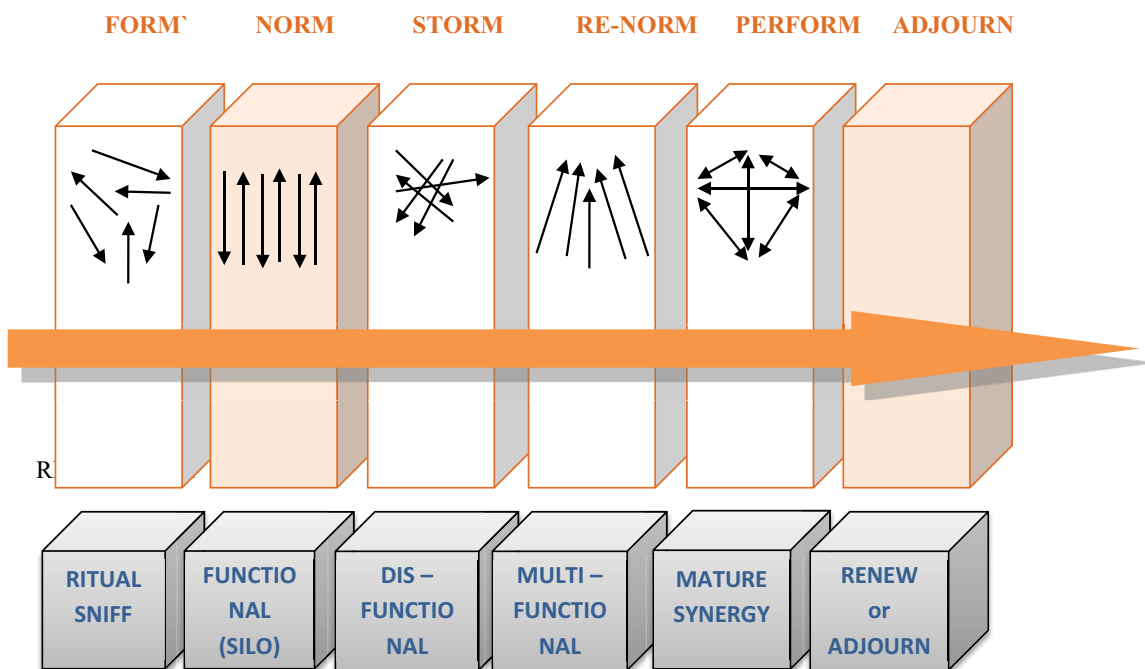 FORM` NORM STORM RE-NORM PERFORM ADJOURN
RITUAL
SNIFF
FUNCTIO
NAL
(SILO)
DIS –
FUNCTIO
NAL
MULTI –
FUNCTIO
NAL
MATURE
SYNERGY
RENEW
or
ADJOURN